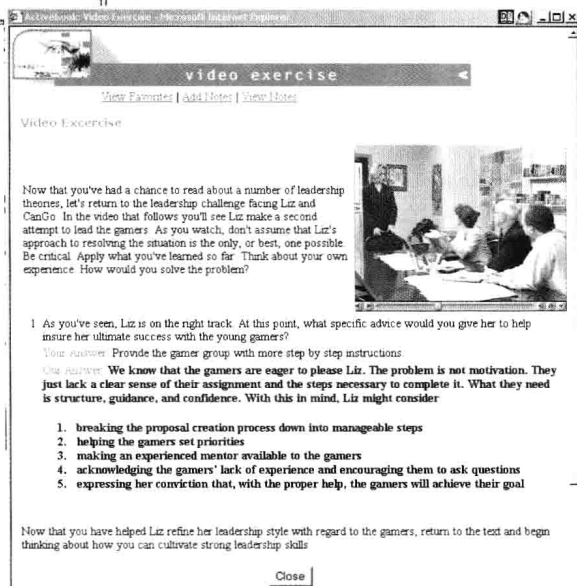 Activebook: Video Exercise - Microsoft Internet Explorer
video exercise
View Favorites | Add Notes | View Notes
Video Excercise
Now that you've had a chance to read about a number of leadership
theories, let's return to the leadership challenge facing Liz and
CanGo. In the video that follows you'll see Liz make a second
attempt to lead the gamers. As you watch, don't assume that Liz's
approach to resolving the situation is the only, or best, one possible.
Be critical. Apply what you've learned so far. Think about your own
experience. How would you solve the problem?
1 As you've seen, Liz is on the right track. At this point, what specific advice would you give her to help
insure her ultimate success with the young gamers?
Your Answer: Provide the gamer group with more step by step instructions.
Our Answer: We know that the gamers are eager to please Liz. The problem is not motivation. They
just lack a clear sense of their assignment and the steps necessary to complete it. What they need
is structure, guidance, and confidence. With this in mind, Liz might consider
1. breaking the proposal creation process down into manageable steps
2. helping the gamers set priorities
3. making an experienced mentor available to the gamers
4. acknowledging the gamers' lack of experience and encouraging them to ask questions
5. expressing her conviction that, with the proper help, the gamers will achieve their goal
Now that you have helped Liz refine her leadership style with regard to the gamers, return to the text and begin
thinking about how you can cultivate strong leadership skills
Close